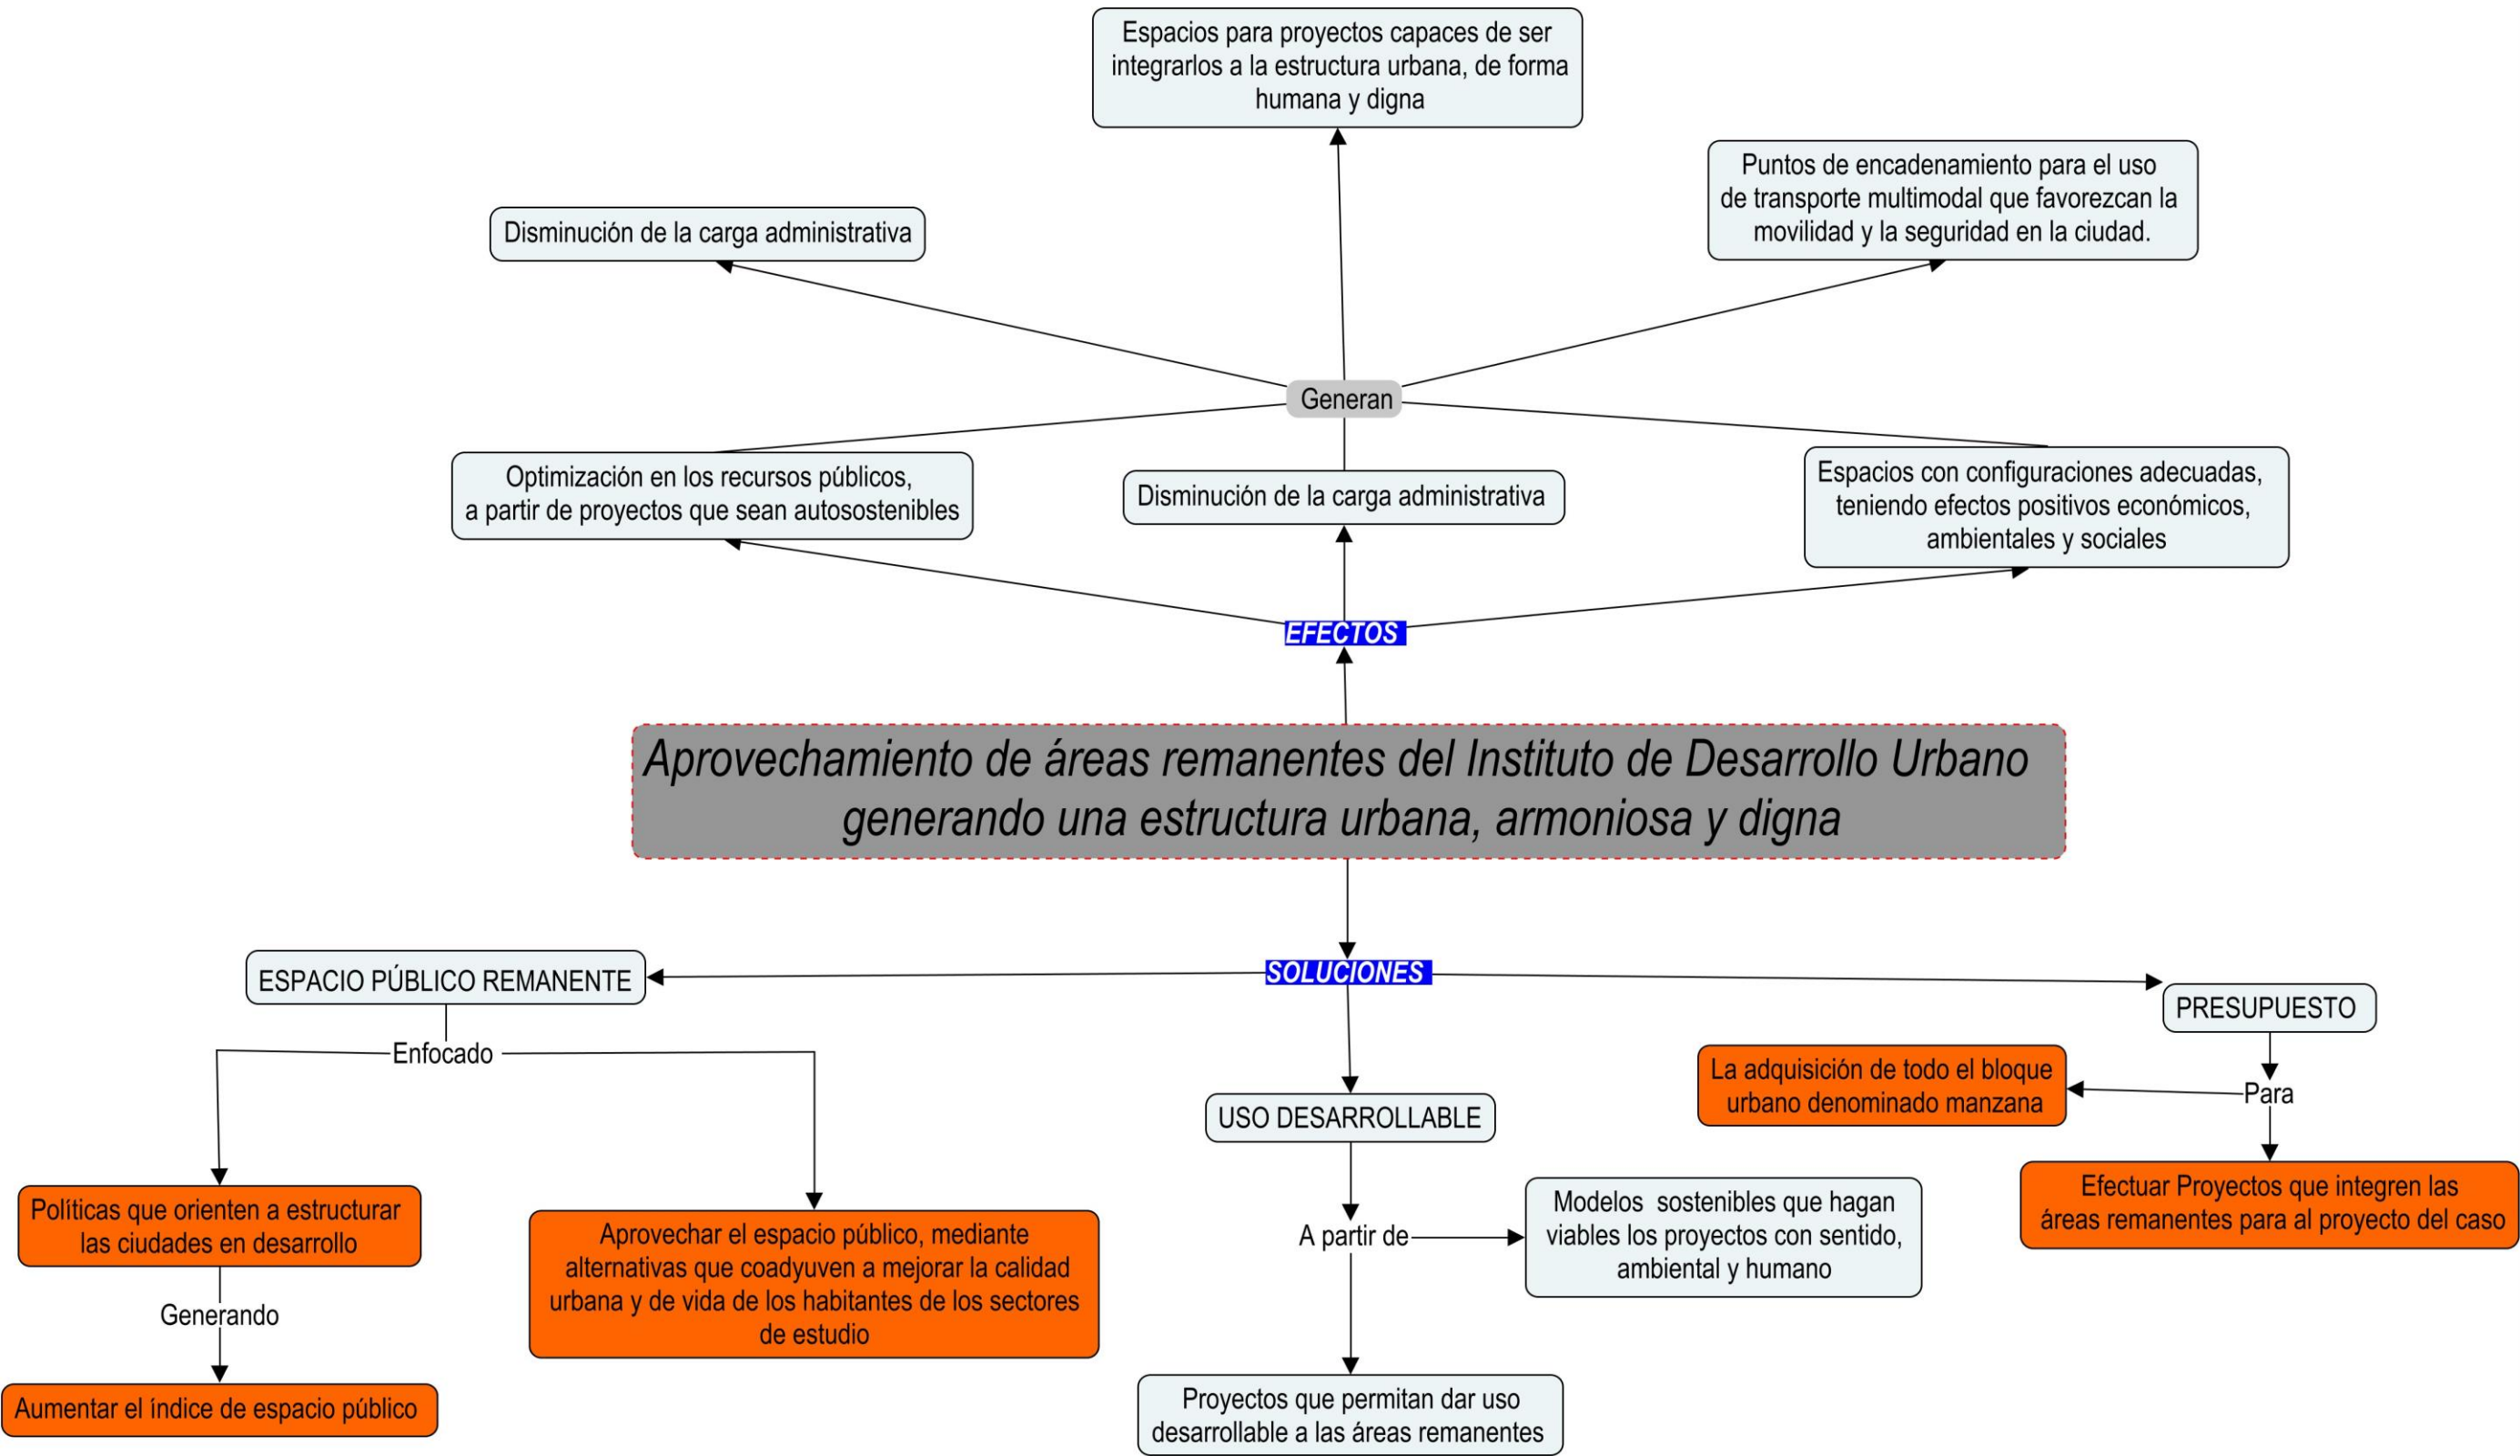 Espacios para proyectos capaces de ser
integrarlos a la estructura urbana, de forma
humana y digna
Puntos de encadenamiento para el uso
de transporte multimodal que favorezcan la
movilidad y la seguridad en la ciudad.
Disminución de la carga administrativa
Generan
Optimización en los recursos públicos,
a partir de proyectos que sean autosostenibles
Disminución de la carga administrativa
Espacios con configuraciones adecuadas,
teniendo efectos positivos económicos,
ambientales y sociales
EFECTOS
Aprovechamiento de áreas remanentes del Instituto de Desarrollo Urbano
generando una estructura urbana, armoniosa y digna
SOLUCIONES
ESPACIO PÚBLICO REMANENTE
Enfocado
Políticas que orienten a estructurar
las ciudades en desarrollo
Generando
Aumentar el índice de espacio público
Aprovechar el espacio público, mediante
alternativas que coadyuven a mejorar la calidad
urbana y de vida de los habitantes de los sectores
de estudio
USO DESARROLLABLE
A partir de
Modelos sostenibles que hagan
viables los proyectos con sentido,
ambiental y humano
Proyectos que permitan dar uso
desarrollable a las áreas remanentes
PRESUPUESTO
Para
La adquisición de todo el bloque
urbano denominado manzana
Efectuar Proyectos que integren las
áreas remanentes para al proyecto del caso